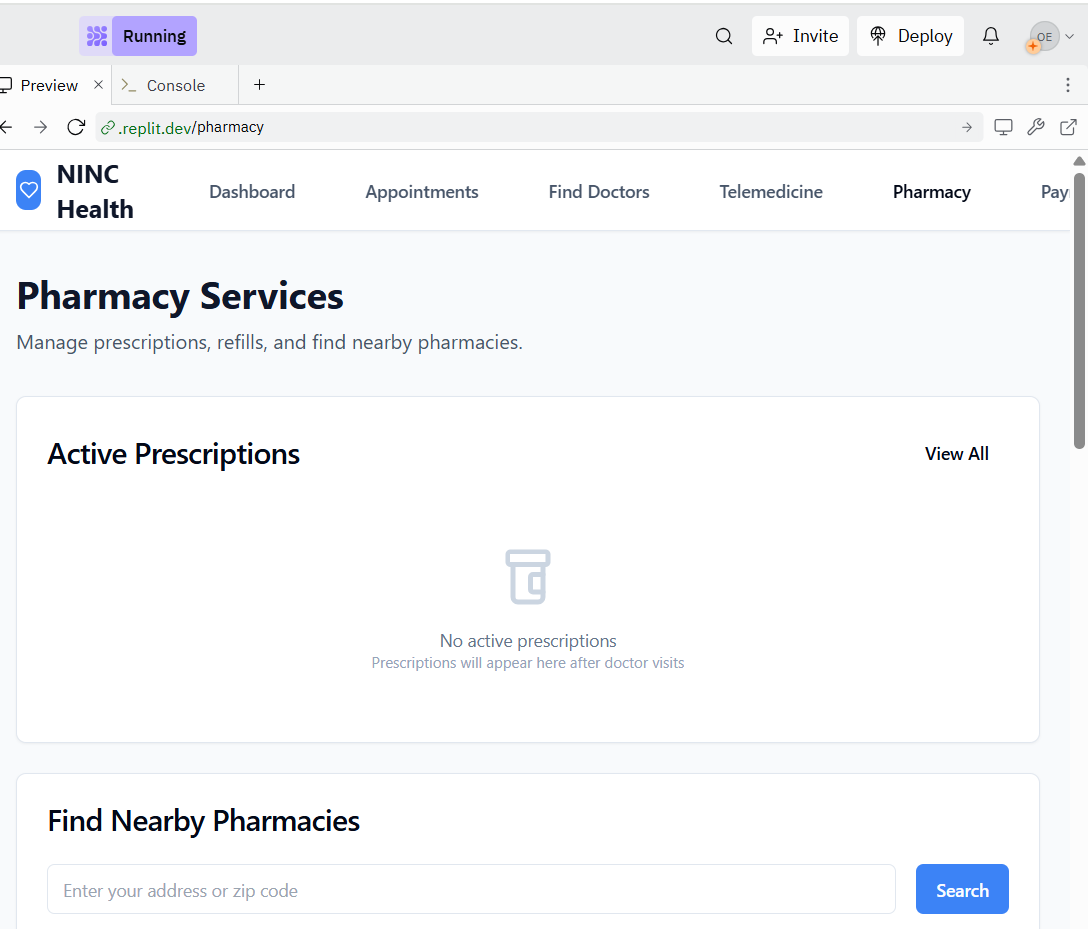 Running
Invite
Deploy
OE
Preview
Console
.replit.dev/pharmacy
NINC
Health
Dashboard
Appointments
Find Doctors
Telemedicine
Pharmacy
Pay
Pharmacy Services
Manage prescriptions, refills, and find nearby pharmacies.
Active Prescriptions
View All
No active prescriptions
Prescriptions will appear here after doctor visits
Find Nearby Pharmacies
Enter your address or zip code
Search